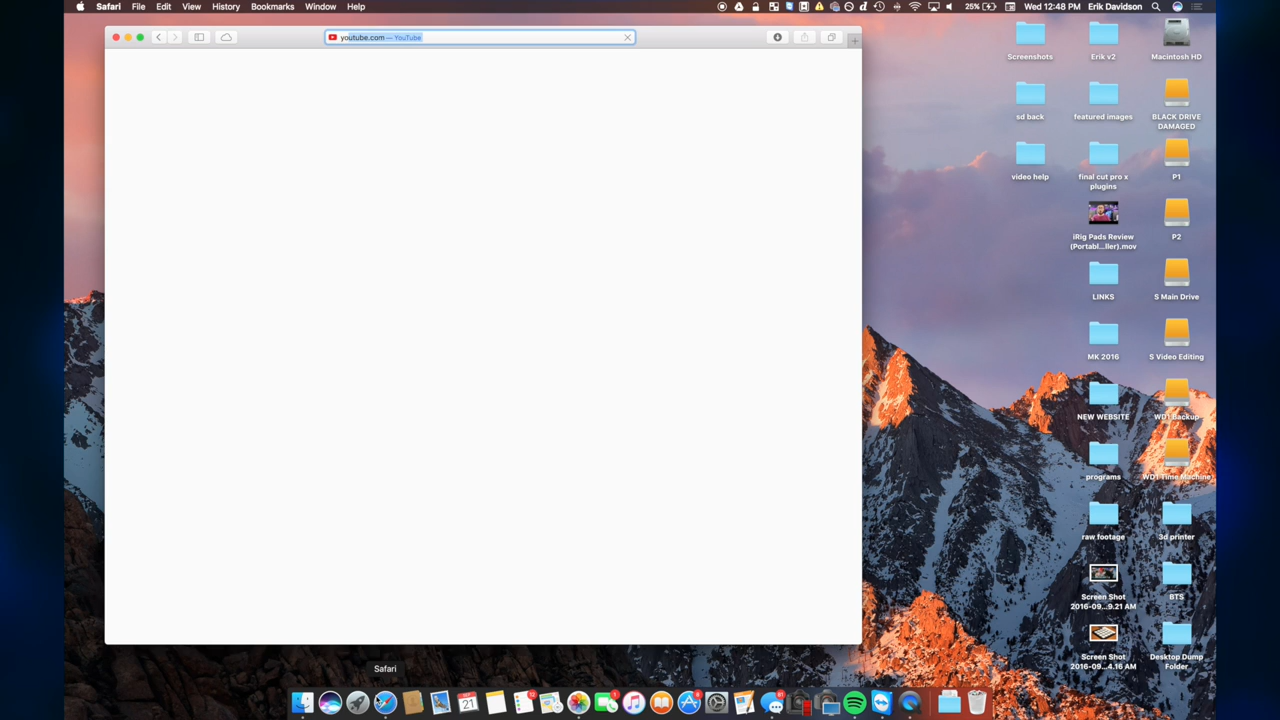 Safari File Edit View History Bookmarks Window Help
25% Wed 12:48 PM Erik Davidson
youtube.com — YouTube
Screenshots
Erik v2
Macintosh HD
sd back
featured images
BLACK DRIVE
DAMAGED
video help
final cut pro x
plugins
P1
iRig Pads Review
(Portabl...ller).mov
P2
LINKS
S Main Drive
MK 2016
S Video Editing
NEW WEBSITE
WD1 Backup
programs
WD1 Time Machine
raw footage
3d printer
Screen Shot
2016-09...9.21 AM
BTS
Screen Shot
2016-09...4.16 AM
Desktop Dump
Folder
Safari
21